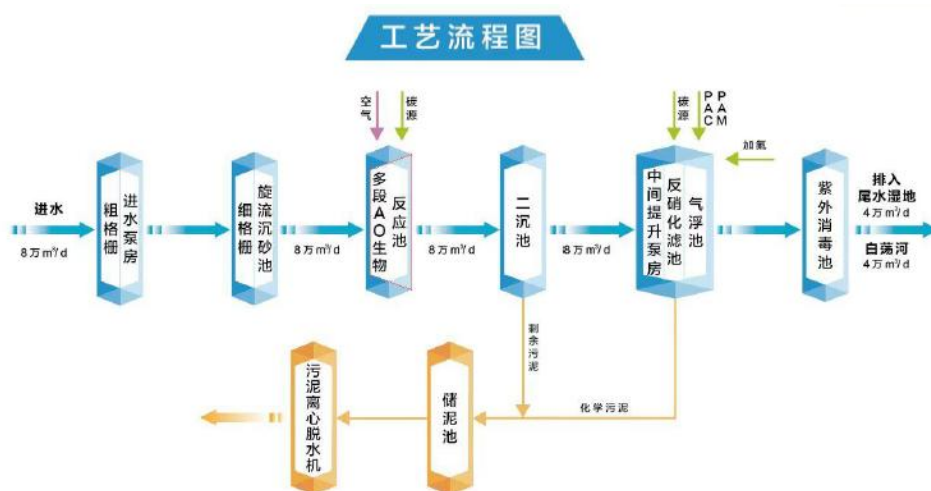 工艺流程图
空气
碳源
碳源
PAC
PAM
加氯
进水
8万m³/d
粗格栅
进水泵房
细格栅
旋流沉砂池
8万m³/d
多段AO生物
反应池
8万m³/d
二沉池
8万m³/d
中间提升泵房
反硝化滤池
气浮池
紫外消毒池
排入
尾水湿地
4万m³/d
白荡河
4万m³/d
剩余污泥
化学污泥
储泥池
污泥离心脱水机